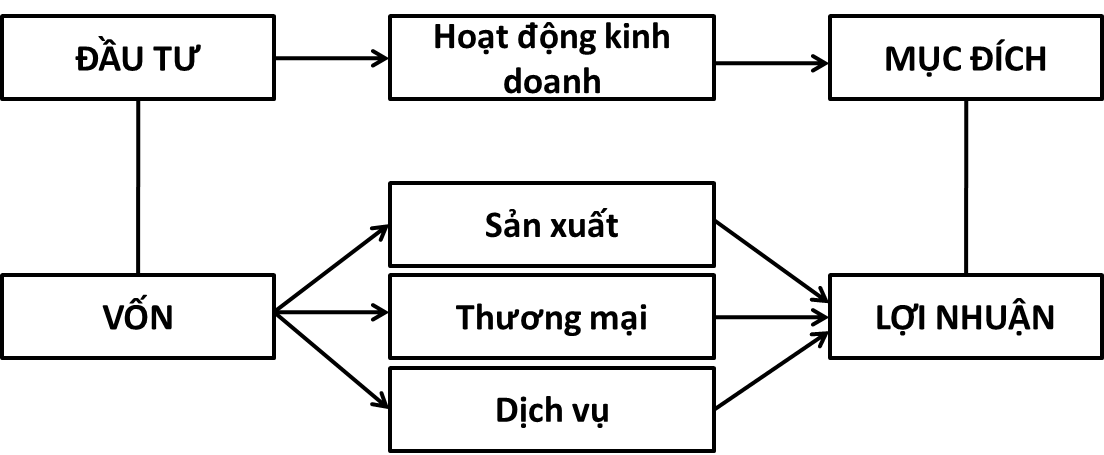 ĐẦU TƯ
Hoạt động kinh
doanh
MỤC ĐÍCH
Sản xuất
VỐN
Thương mại
LỢI NHUẬN
Dịch vụ